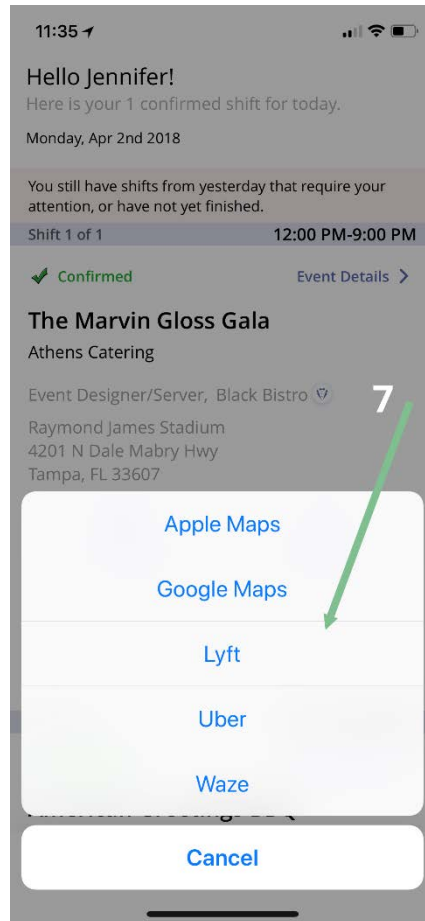 11:35
Hello Jennifer!
Here is your 1 confirmed shift for today.
Monday, Apr 2nd 2018
You still have shifts from yesterday that require your
attention, or have not yet finished.
Shift 1 of 1 12:00 PM-9:00 PM
Confirmed Event Details >
The Marvin Gloss Gala
Athens Catering
Event Designer/Server, Black Bistro
7
Raymond James Stadium
4201 N Dale Mabry Hwy
Tampa, FL 33607
Apple Maps
Google Maps
Lyft
Uber
Waze
Cancel